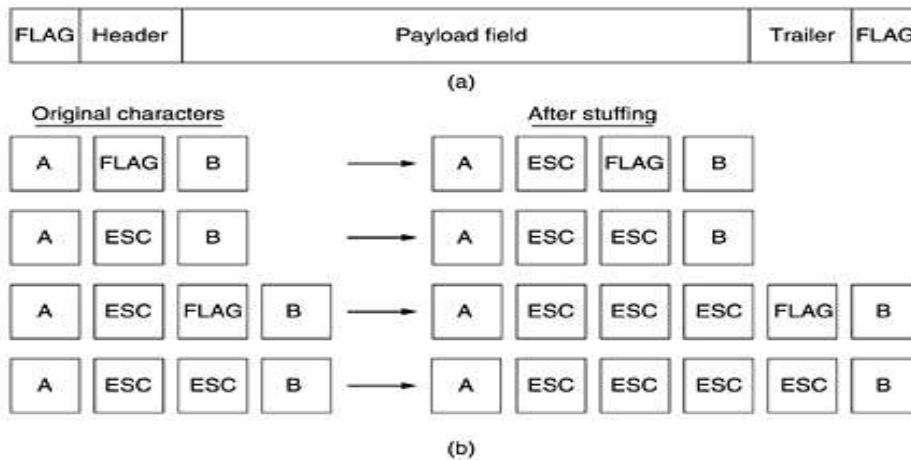 FLAG Header Payload field Trailer FLAG
(a)
Original characters After stuffing
A FLAG B A ESC FLAG B
A ESC B A ESC ESC B
A ESC FLAG B A ESC ESC ESC FLAG B
A ESC ESC B A ESC ESC ESC ESC B
(b)